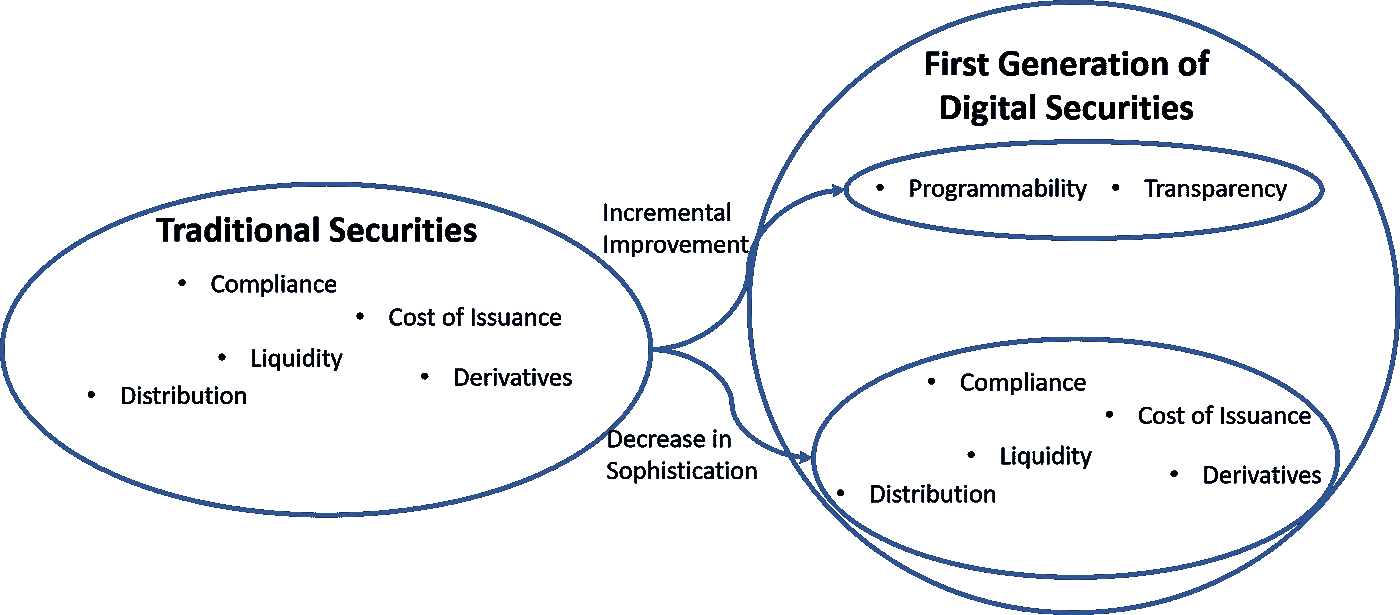 Traditional Securities
• Compliance
• Cost of Issuance
• Liquidity
• Derivatives
• Distribution
Incremental
Improvement
Decrease in
Sophistication
First Generation of
Digital Securities
• Programmability • Transparency
• Compliance
• Cost of Issuance
• Liquidity
• Derivatives
• Distribution